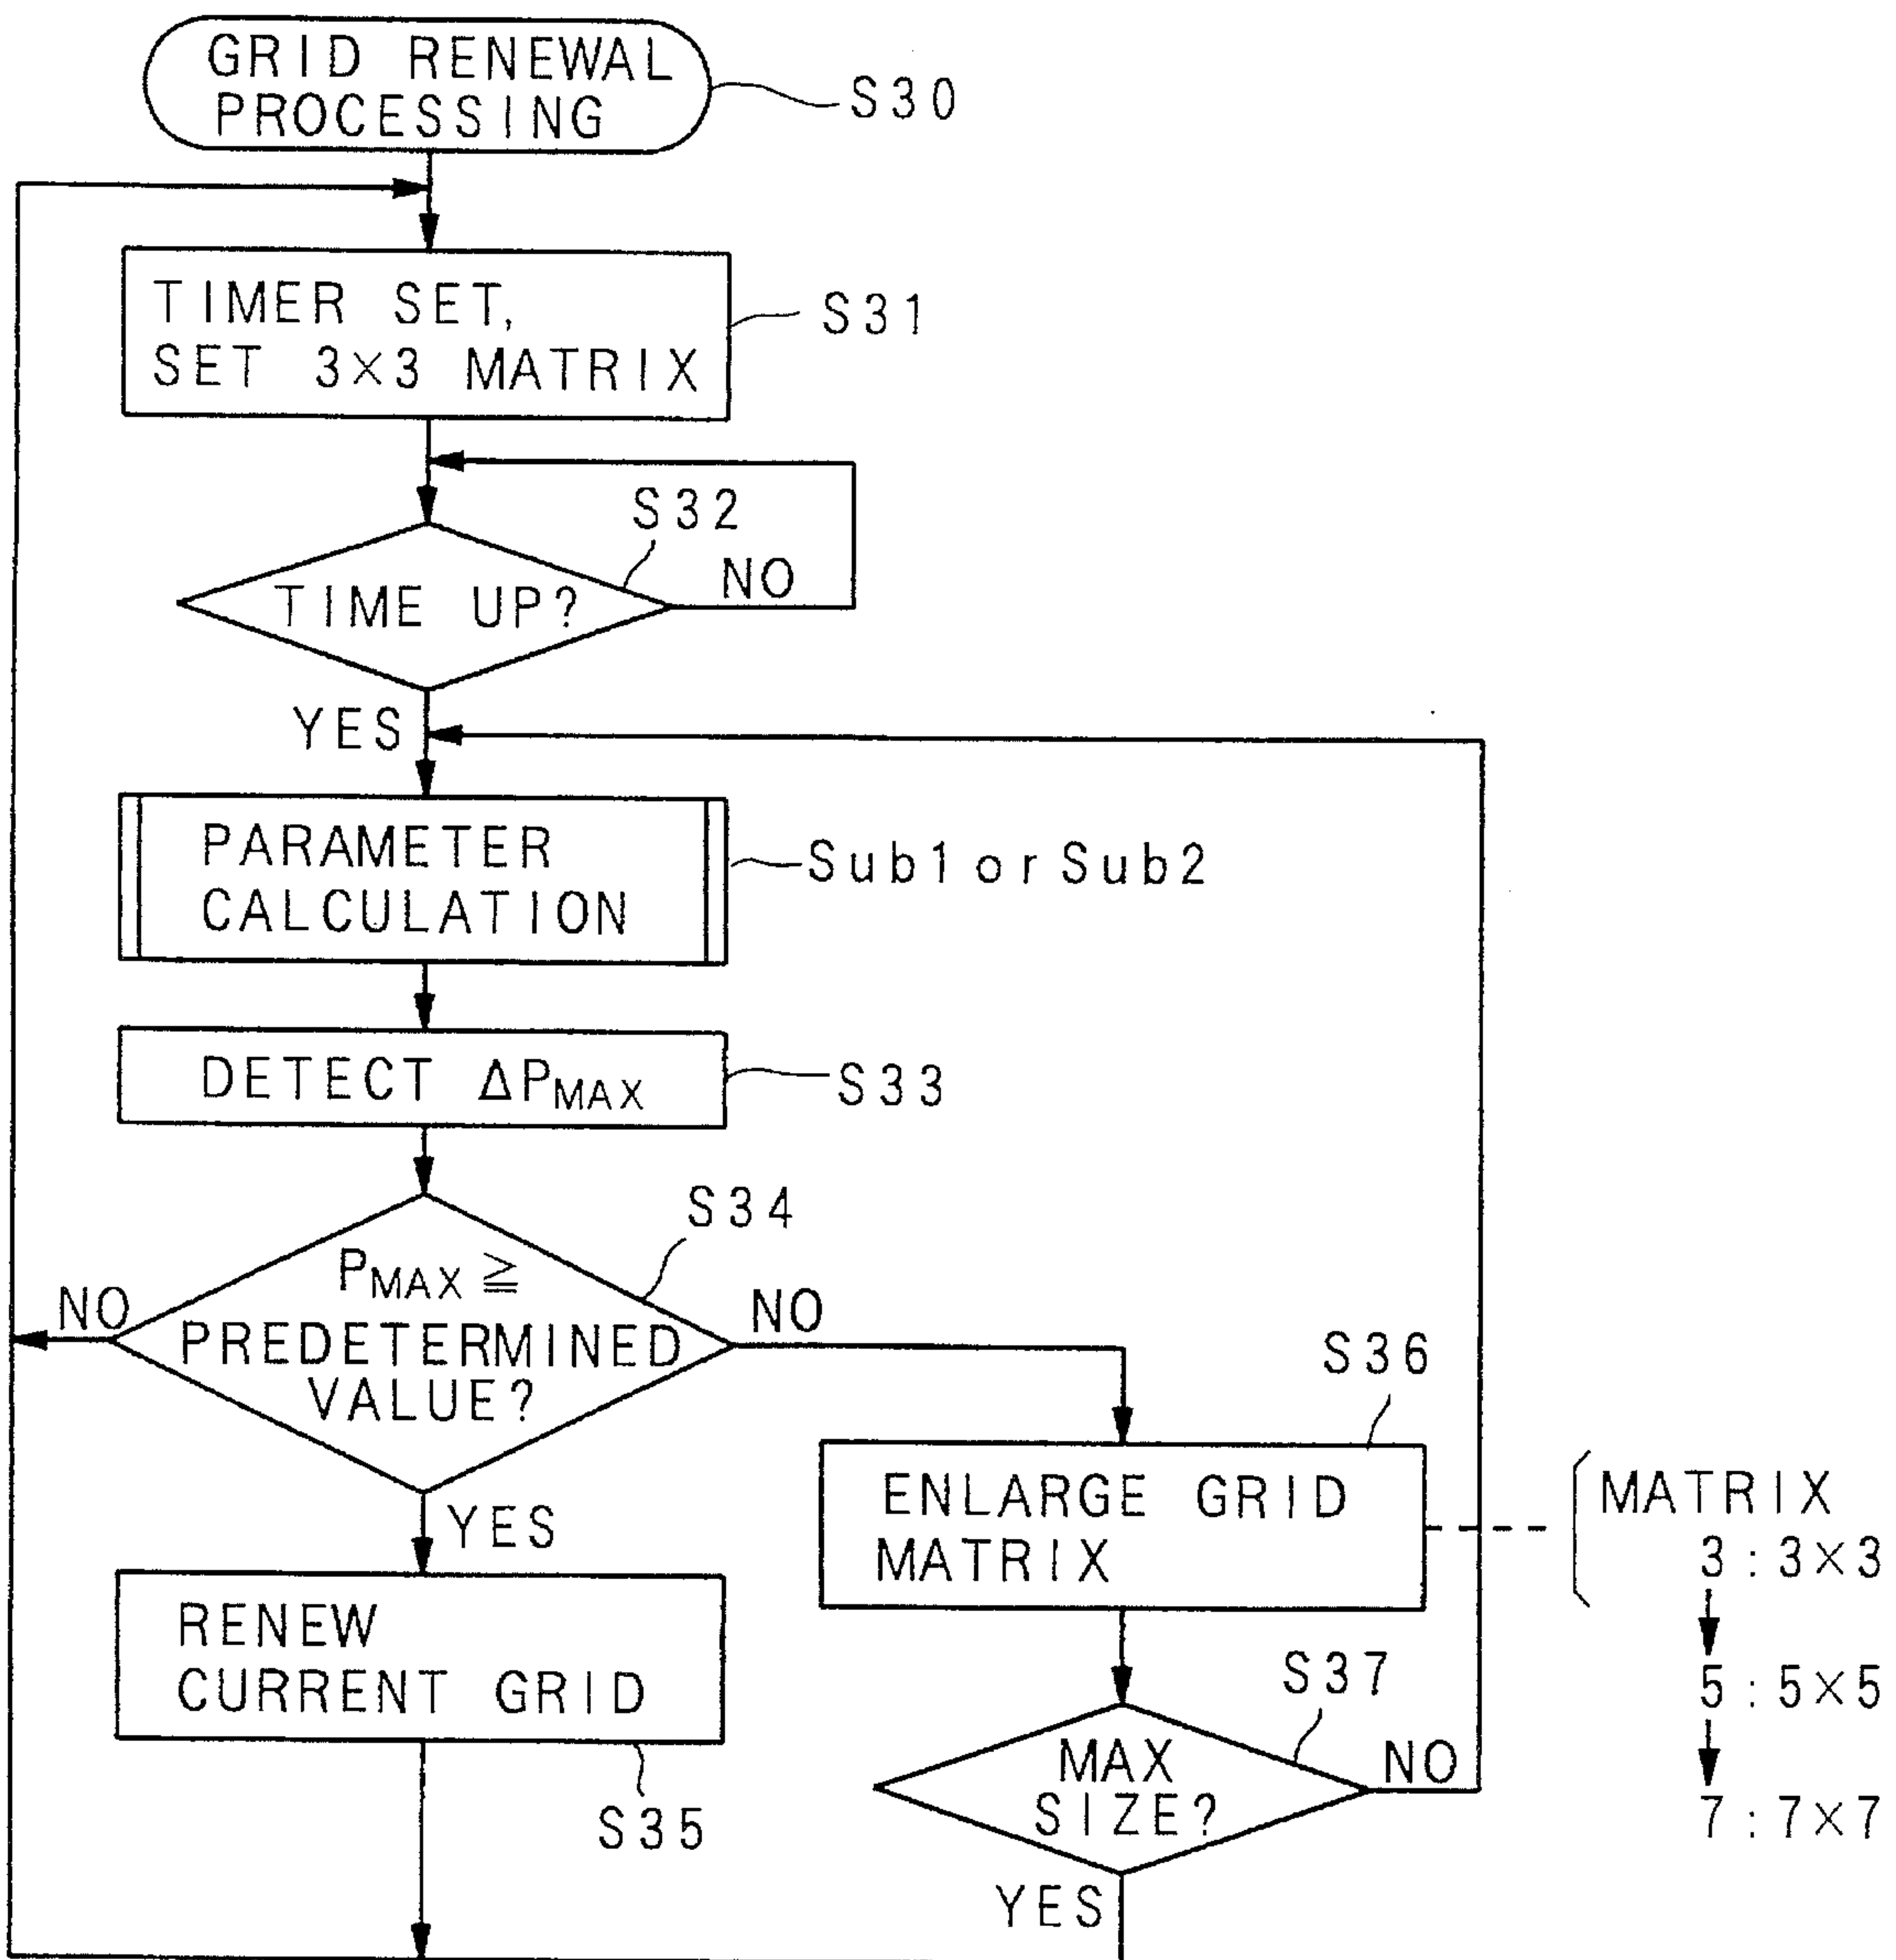 GRID RENEWAL
PROCESSING
S30
TIMER SET,
SET 3×3 MATRIX
S31
S32
TIME UP?
NO
YES
PARAMETER
CALCULATION
Sub1 or Sub2
DETECT ΔPMAX
S33
S34
PMAX ≧
PREDETERMINED
VALUE?
NO
NO
YES
S36
ENLARGE GRID
MATRIX
MATRIX
3:3×3
5:5×5
7:7×7
RENEW
CURRENT GRID
S35
S37
MAX
SIZE?
NO
YES